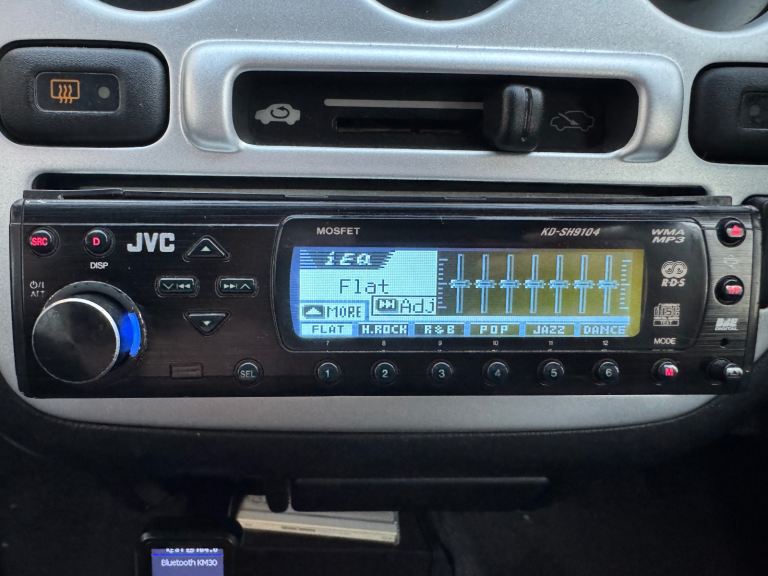 MOSFET
KD-SH9104
WMA
MP3
SRC
D
DISP
JVC
iEQ
Flat
MORE
Adj
FLAT H.ROCK R&B POP JAZZ DANCE
R·D·S
ATT
TEXT
MODE
7 8 9 10 11 12
SEL 1 2 3 4 5 6 M
Bluetooth KM30